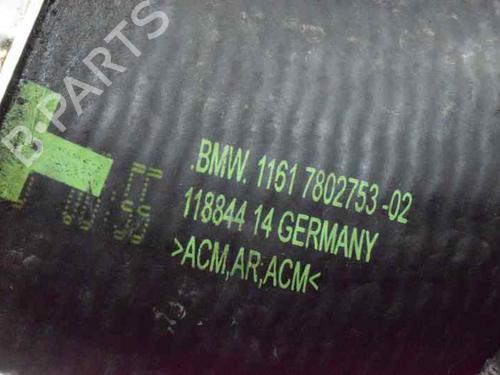 B-PARTS
.BMW. 1161 7802753-02
118844 14 GERMANY
>ACM,AR,ACM<